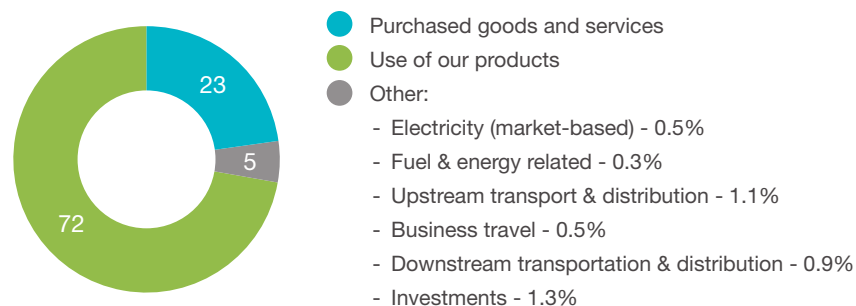 23
5
72
Purchased goods and services
Use of our products
Other:
- Electricity (market-based) - 0.5%
- Fuel & energy related - 0.3%
- Upstream transport & distribution - 1.1%
- Business travel - 0.5%
- Downstream transportation & distribution - 0.9%
- Investments - 1.3%